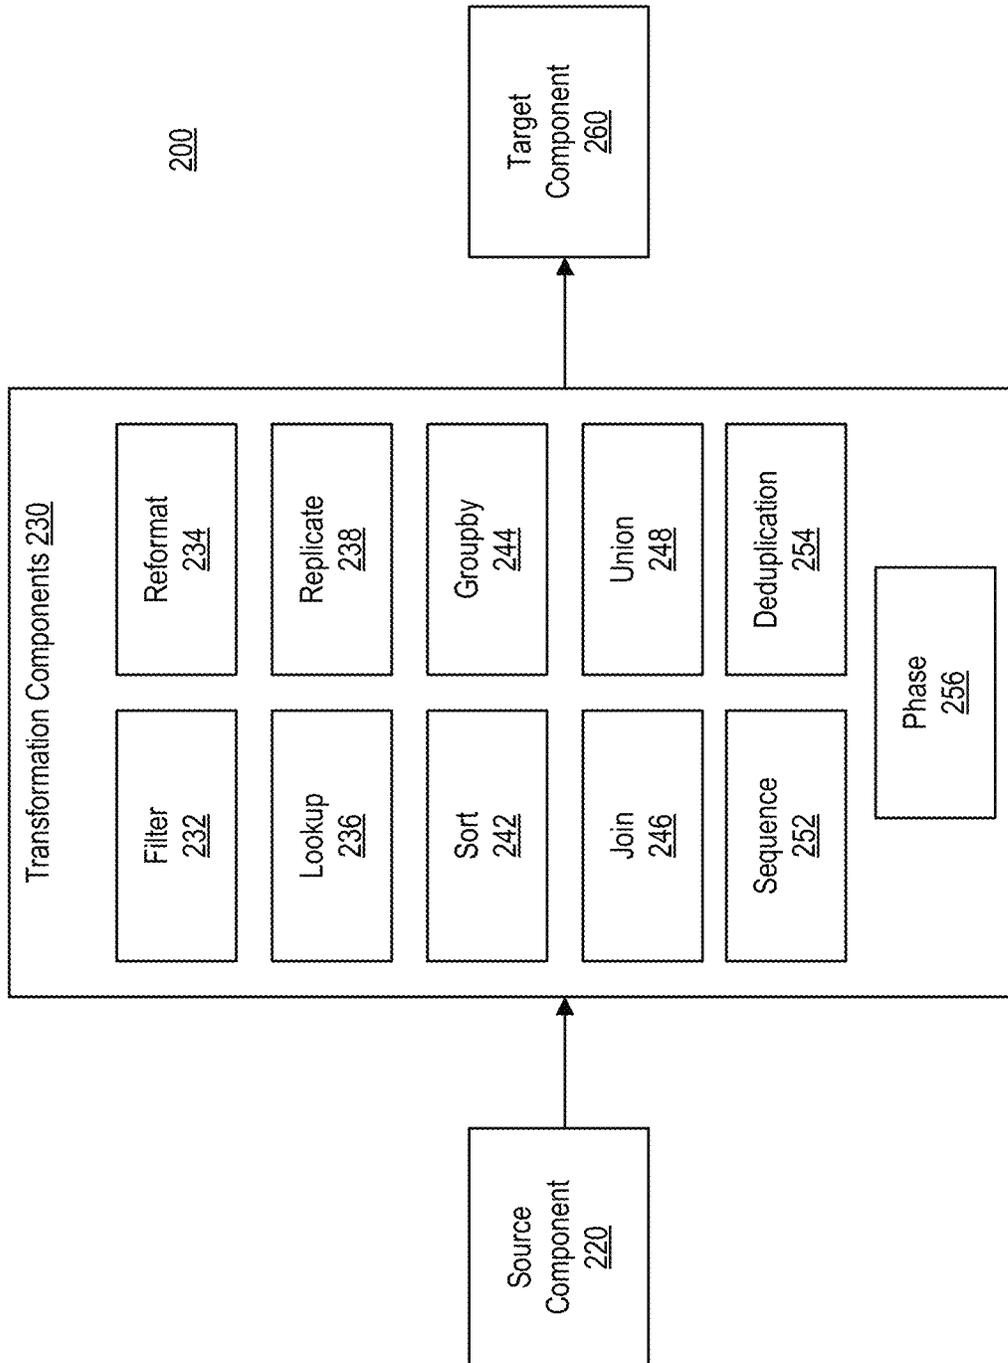 200
Transformation Components 230
Filter
232
Reformat
234
Lookup
236
Replicate
238
Sort
242
Groupby
244
Join
246
Union
248
Sequence
252
Deduplication
254
Phase
256
Source
Component
220
Target
Component
260